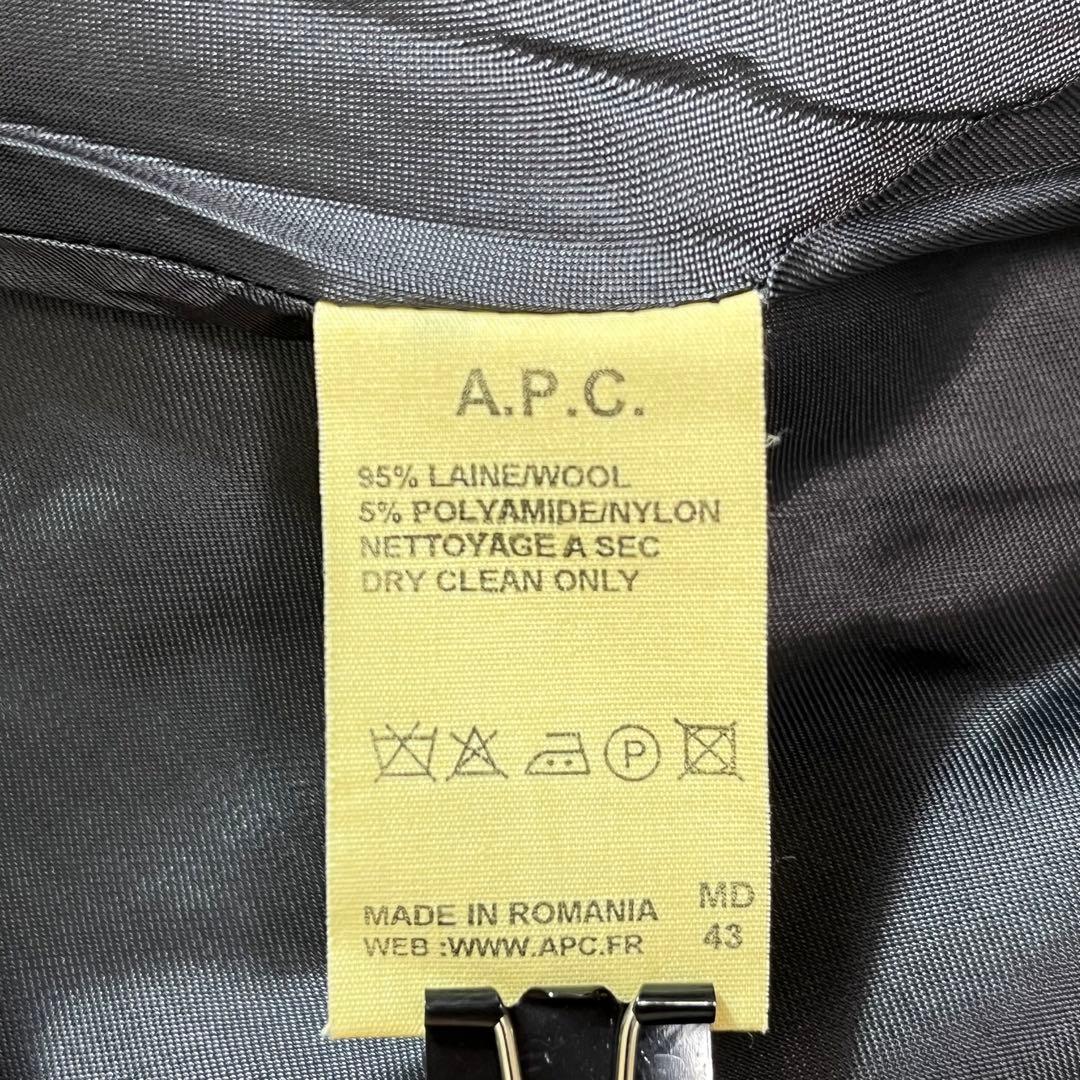 A.P.C.
95% LAINE/WOOL
5% POLYAMIDE/NYLON
NETTOYAGE A SEC
DRY CLEAN ONLY
P
MADE IN ROMANIA MD
WEB :WWW.APC.FR 43